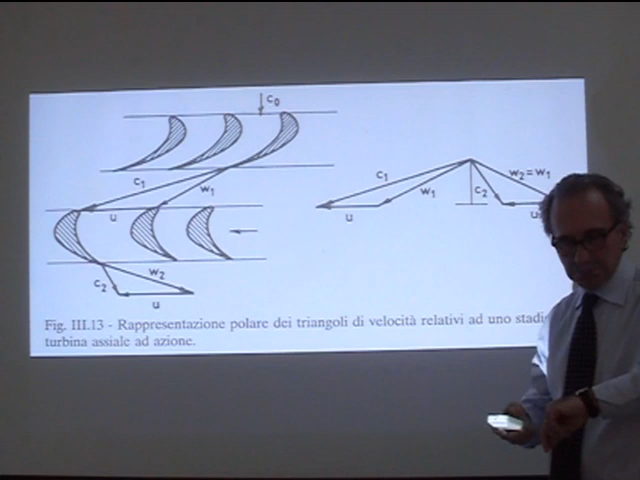 c0
c1
w1
u
c2
w2
u
c1
w1
u
c2
w2=w1
Fig. III.13 - Rappresentazione polare dei triangoli di velocità relativi ad uno
turbina assiale ad azione.